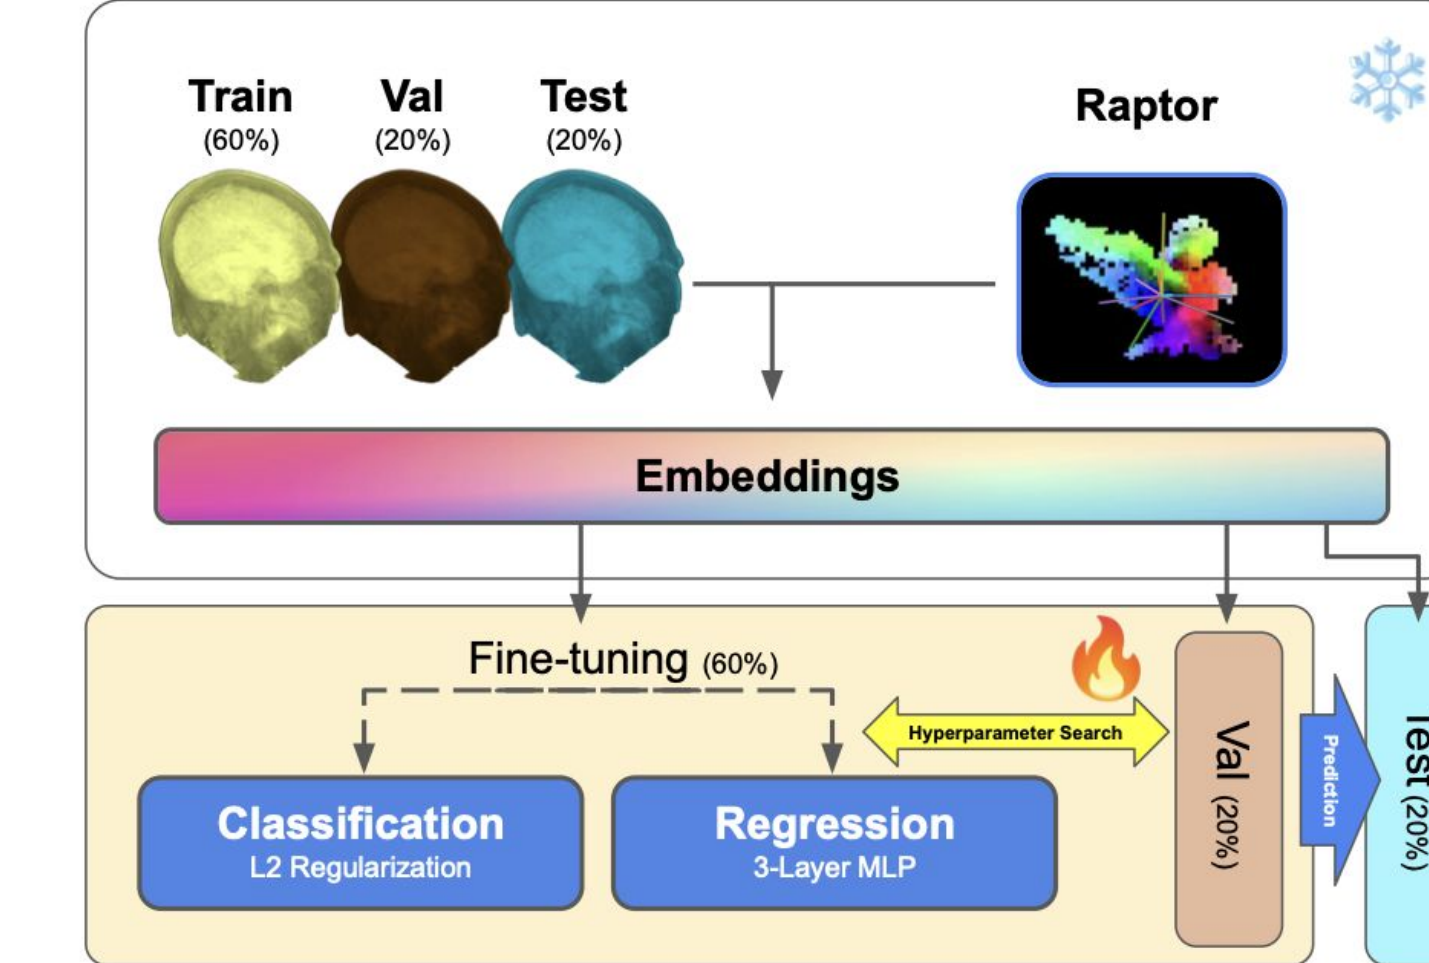 Train
(60%)
Val
(20%)
Test
(20%)
Raptor
Embeddings
Fine-tuning (60%)
Hyperparameter Search
Classification
L2 Regularization
Regression
3-Layer MLP
Val (20%)
Prediction
Test (20%)